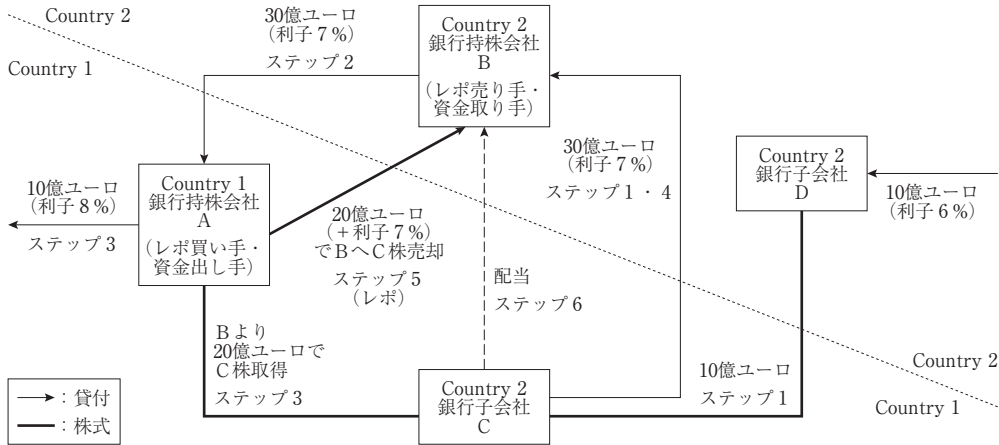 Country 2
Country 1
30億ユーロ
（利子７％）
ステップ２
Country 2
銀行持株会社
Ｂ
（レポ売り手・
資金取り手）
30億ユーロ
（利子７％）
ステップ１・４
Country 2
銀行子会社
Ｄ
10億ユーロ
（利子６％）
10億ユーロ
（利子８％）
ステップ３
Country 1
銀行持株会社
Ａ
（レポ買い手・
資金出し手）
20億ユーロ
（＋利子７％）
でＢへＣ株売却
ステップ５
（レポ）
配当
ステップ６
Ｂより
20億ユーロで
Ｃ株取得
ステップ３
Country 2
銀行子会社
Ｃ
10億ユーロ
ステップ１
Country 2
Country 1
：貸付
：株式